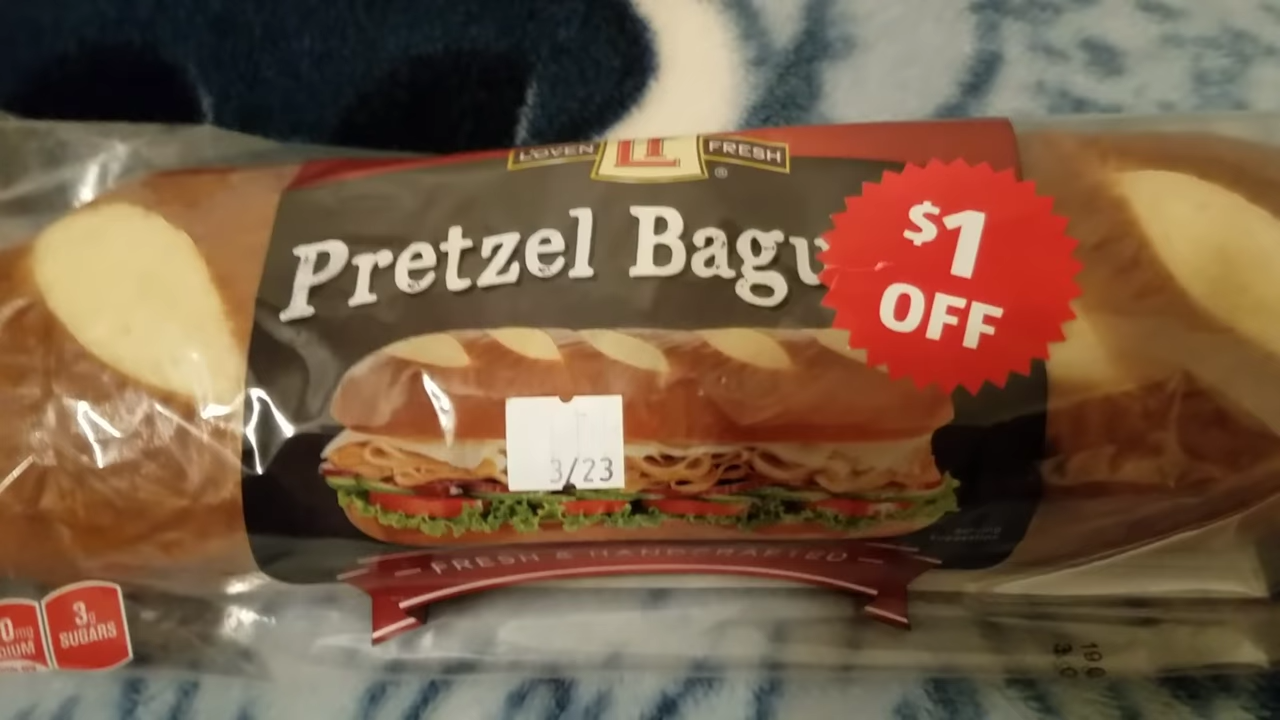 L'OVEN FRESH
®
Pretzel Bagu
$1
OFF
3/23
FRESH & HANDCRAFTED
3g
SUGARS